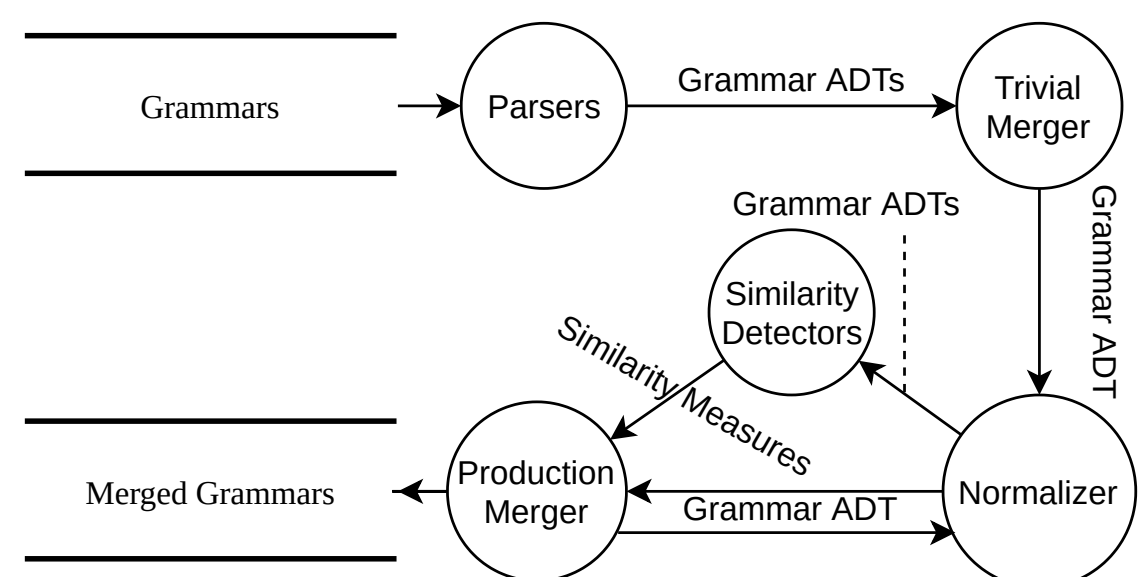 Grammars
Parsers
Grammar ADTs
Trivial
Merger
Grammar ADTs
Grammar ADT
Similarity
Detectors
Similarity Measures
Merged Grammars
Production
Merger
Grammar ADT
Normalizer